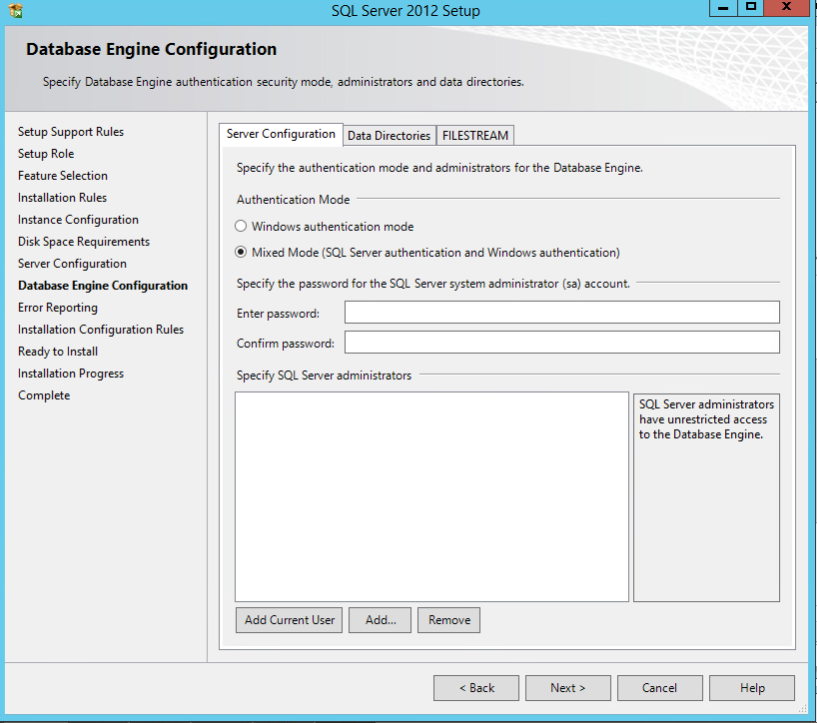 SQL Server 2012 Setup
Database Engine Configuration
Specify Database Engine authentication security mode, administrators and data directories.
Setup Support Rules
Setup Role
Feature Selection
Installation Rules
Instance Configuration
Disk Space Requirements
Server Configuration
Database Engine Configuration
Error Reporting
Installation Configuration Rules
Ready to Install
Installation Progress
Complete
Server Configuration Data Directories FILESTREAM
Specify the authentication mode and administrators for the Database Engine.
Authentication Mode
Windows authentication mode
Mixed Mode (SQL Server authentication and Windows authentication)
Specify the password for the SQL Server system administrator (sa) account.
Enter password:
Confirm password:
Specify SQL Server administrators
SQL Server administrators
have unrestricted access
to the Database Engine.
Add Current User Add... Remove
< Back Next > Cancel Help